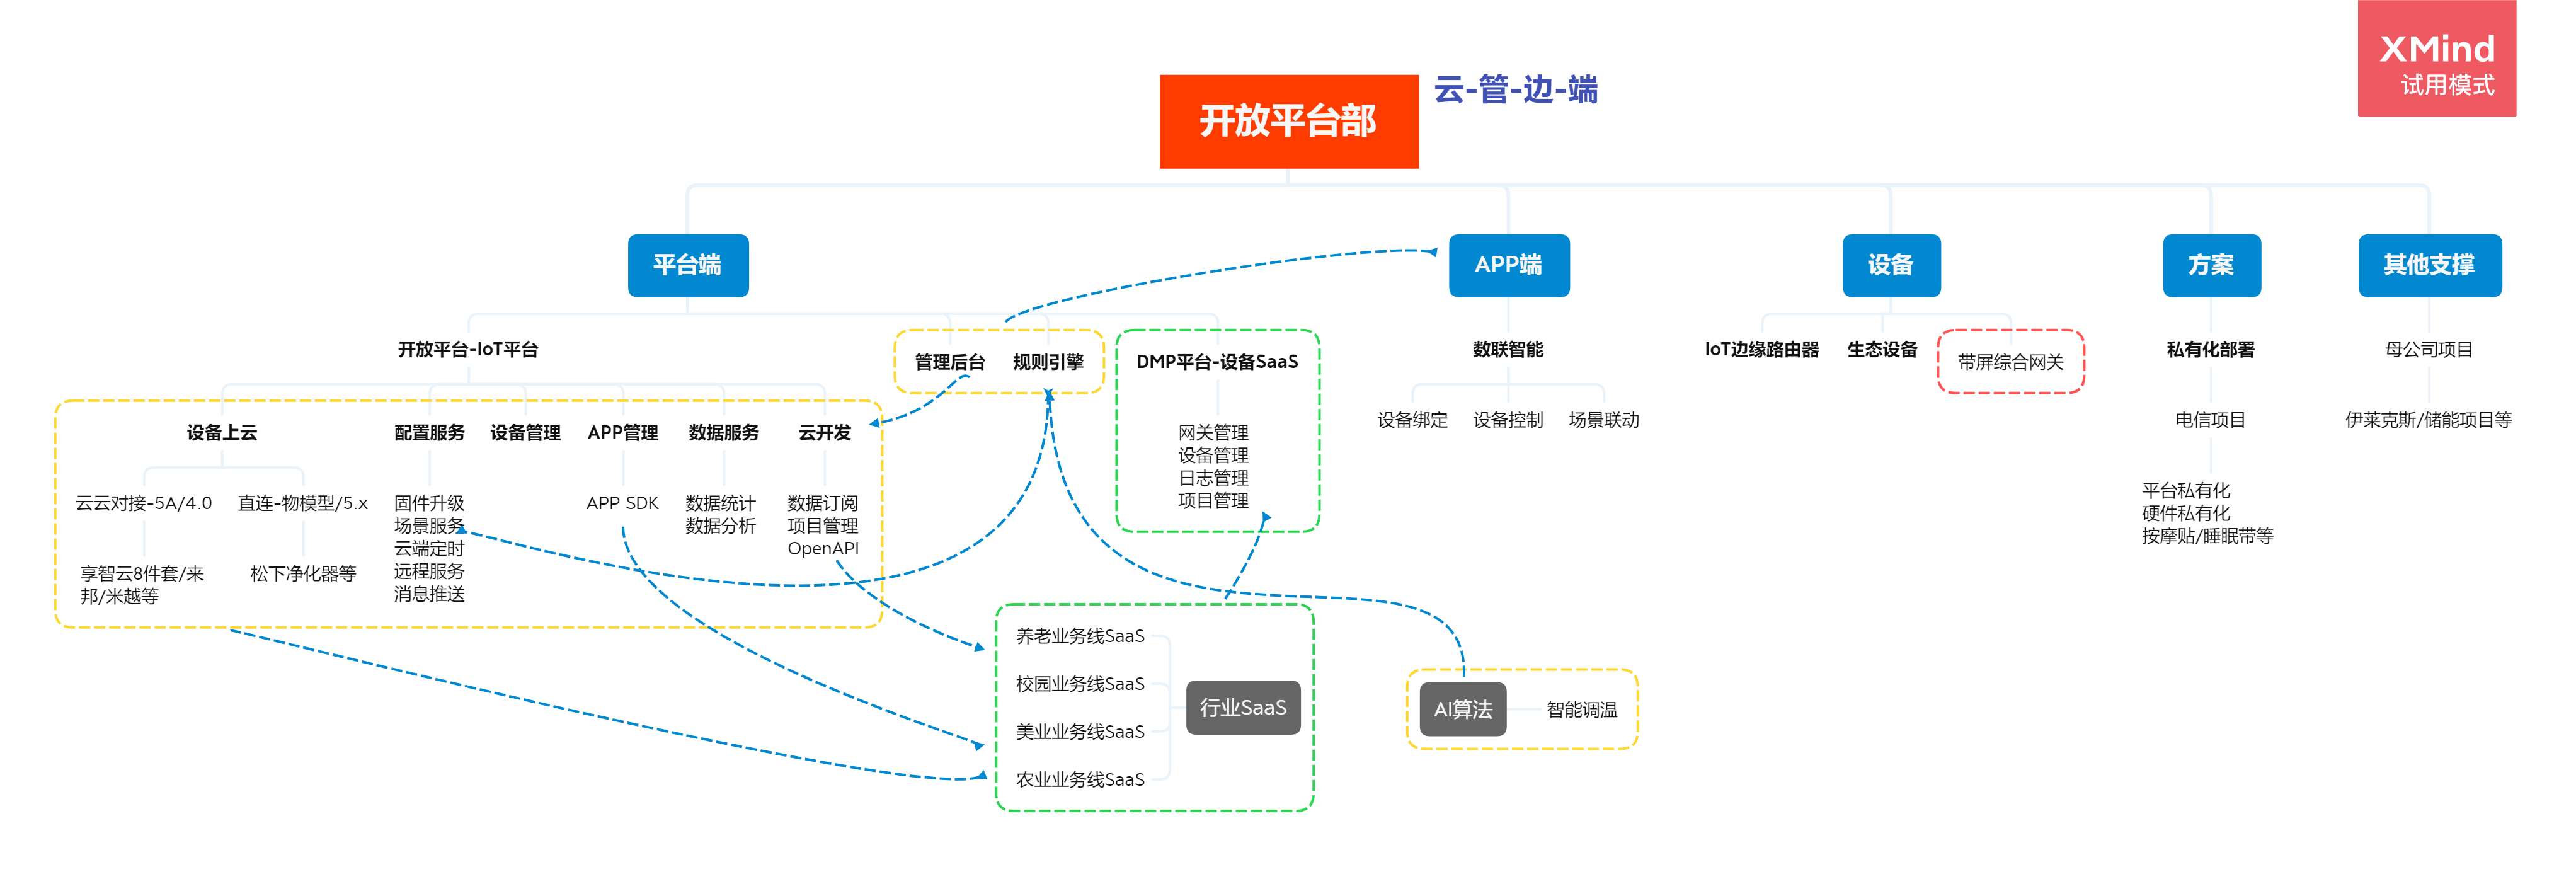 XMind
试用模式
开放平台部
云-管-边-端
平台端
APP端
设备
方案
其他支撑
开放平台-IoT平台
管理后台
规则引擎
DMP平台-设备SaaS
数联智能
IoT边缘路由器
生态设备
带屏综合网关
私有化部署
母公司项目
设备上云
配置服务
设备管理
APP管理
数据服务
云开发
网关管理
设备管理
日志管理
项目管理
设备绑定
设备控制
场景联动
电信项目
伊莱克斯/储能项目等
云云对接-5A/4.0
直连-物模型/5.x
固件升级
场景服务
云端定时
远程服务
消息推送
APP SDK
数据统计
数据分析
数据订阅
项目管理
OpenAPI
平台私有化
硬件私有化
按摩贴/睡眠带等
享智云8件套/来
邦/米越等
松下净化器等
养老业务线SaaS
校园业务线SaaS
美业业务线SaaS
农业业务线SaaS
行业SaaS
AI算法
智能调温